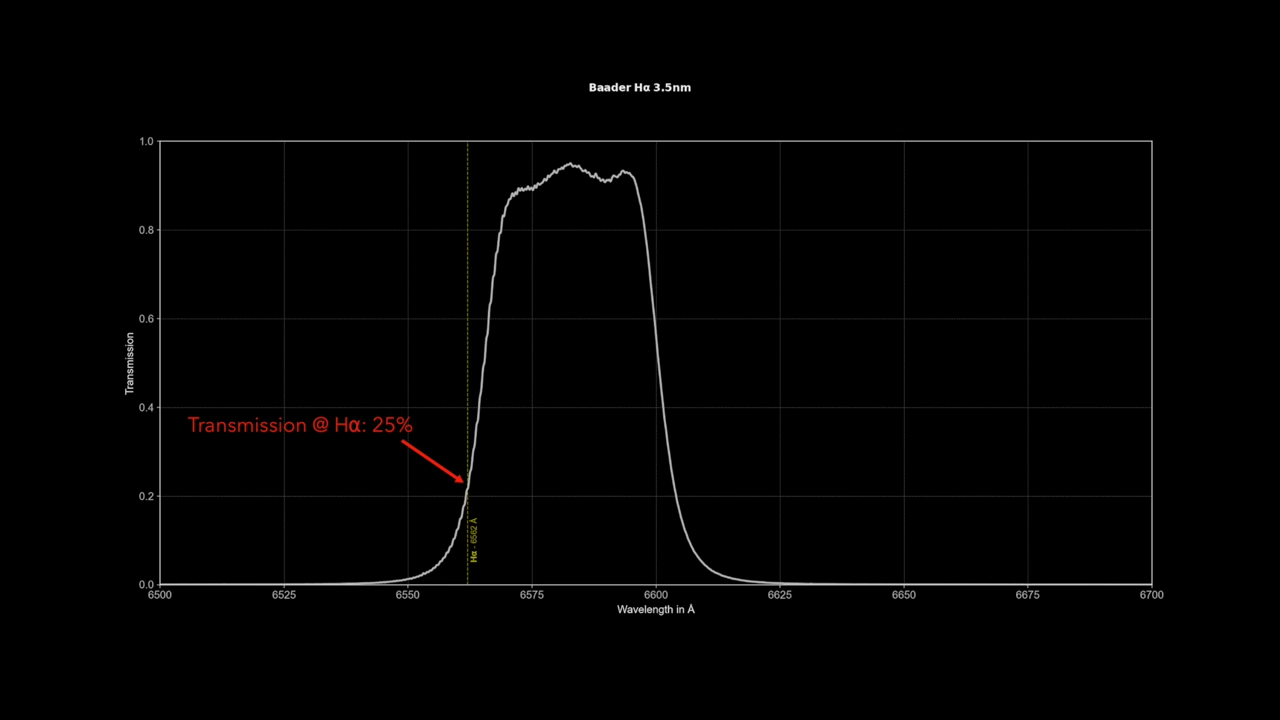 Baader Hα 3.5nm
1.0
0.8
0.6
0.4
0.2
0.0
Transmission
Transmission @ Hα: 25%
Hα - 6562 Å
6500 6525 6550 6575 6600 6625 6650 6675 6700
Wavelength in Å